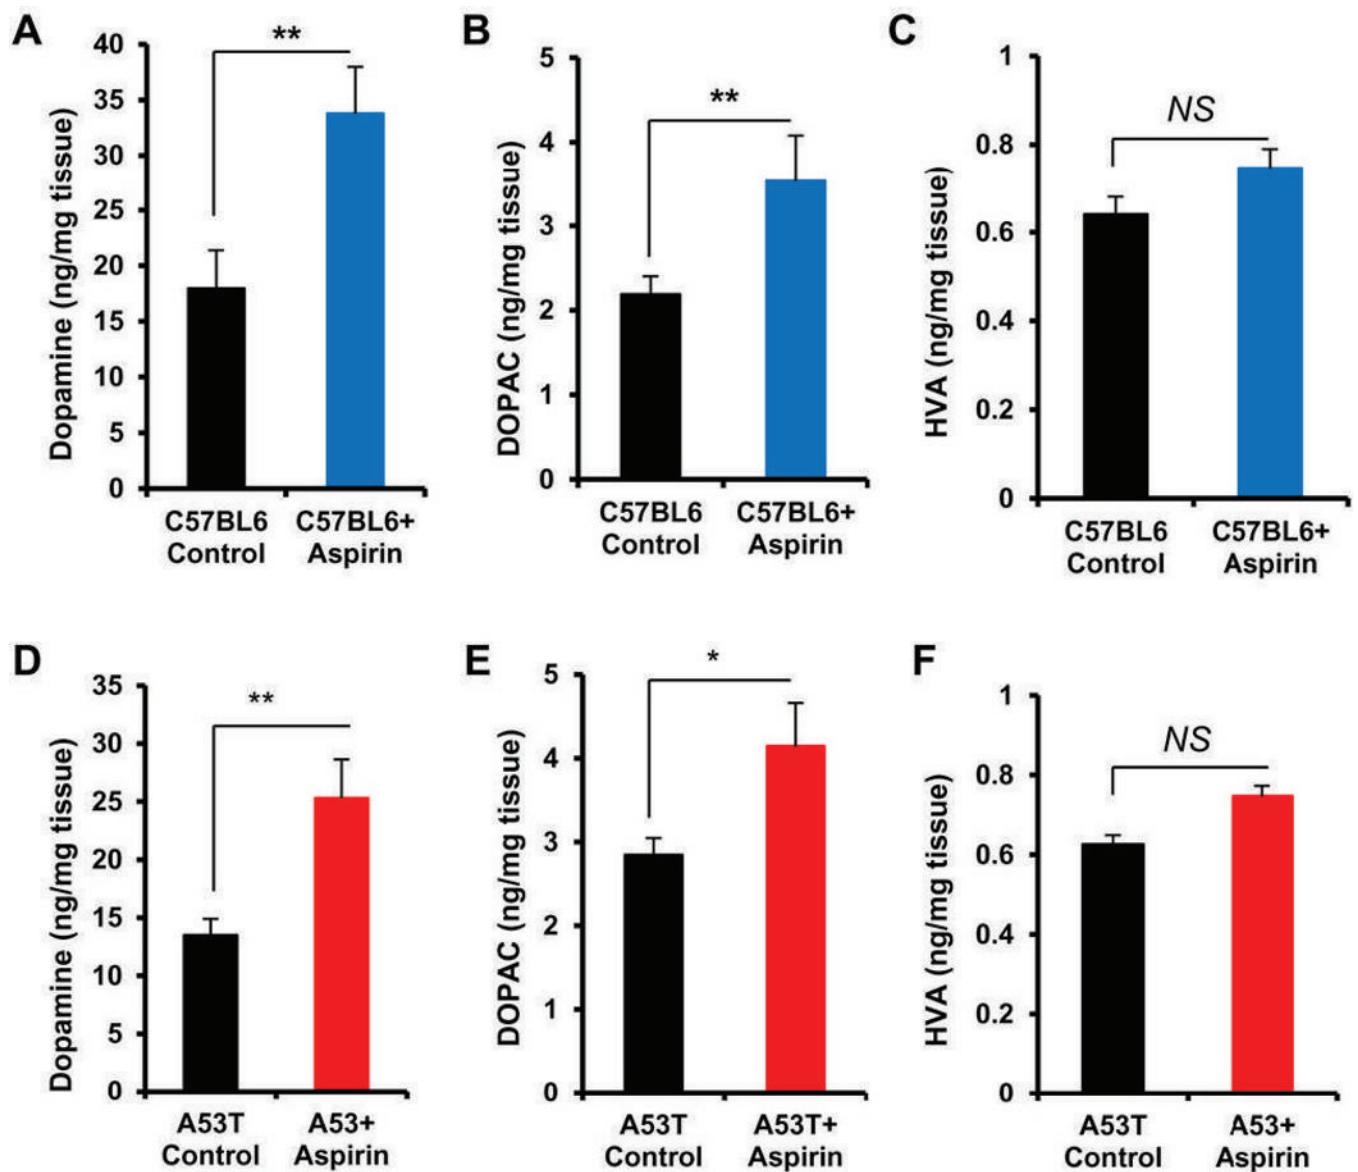 A
Dopamine (ng/mg tissue)
40
35
30
25
20
15
10
5
0
**
C57BL6
Control
C57BL6+
Aspirin
B
DOPAC (ng/mg tissue)
5
4
3
2
1
0
**
C57BL6
Control
C57BL6+
Aspirin
C
HVA (ng/mg tissue)
1
0.8
0.6
0.4
0.2
0
NS
C57BL6
Control
C57BL6+
Aspirin
D
Dopamine (ng/mg tissue)
35
30
25
20
15
10
5
0
**
A53T
Control
A53+
Aspirin
E
DOPAC (ng/mg tissue)
5
4
3
2
1
0
*
A53T
Control
A53T+
Aspirin
F
HVA (ng/mg tissue)
1
0.8
0.6
0.4
0.2
0
NS
A53T
Control
A53+
Aspirin